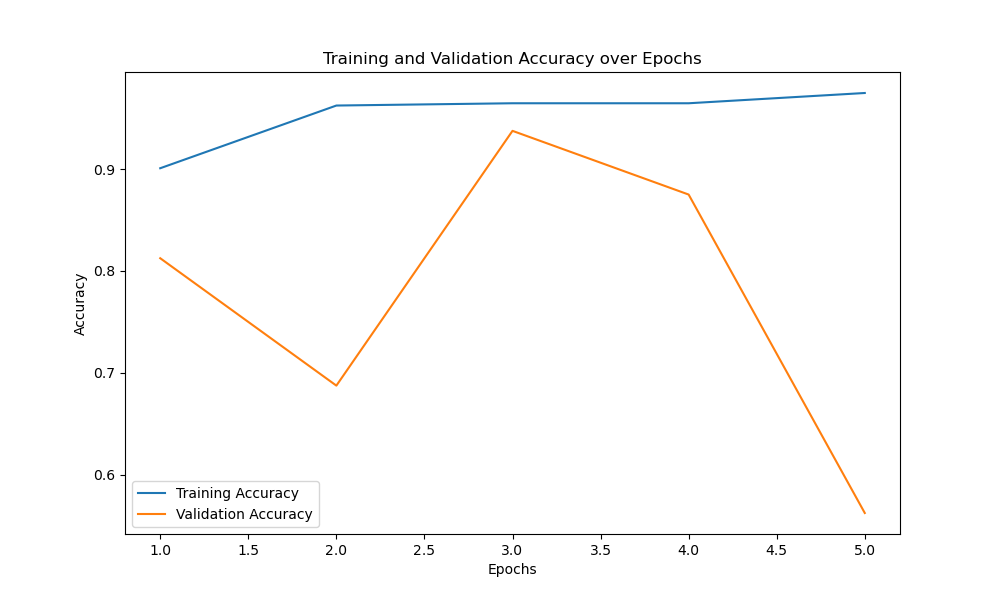 Training and Validation Accuracy over Epochs
Accuracy
0.9
0.8
0.7
0.6
Training Accuracy
Validation Accuracy
1.0 1.5 2.0 2.5 3.0 3.5 4.0 4.5 5.0
Epochs